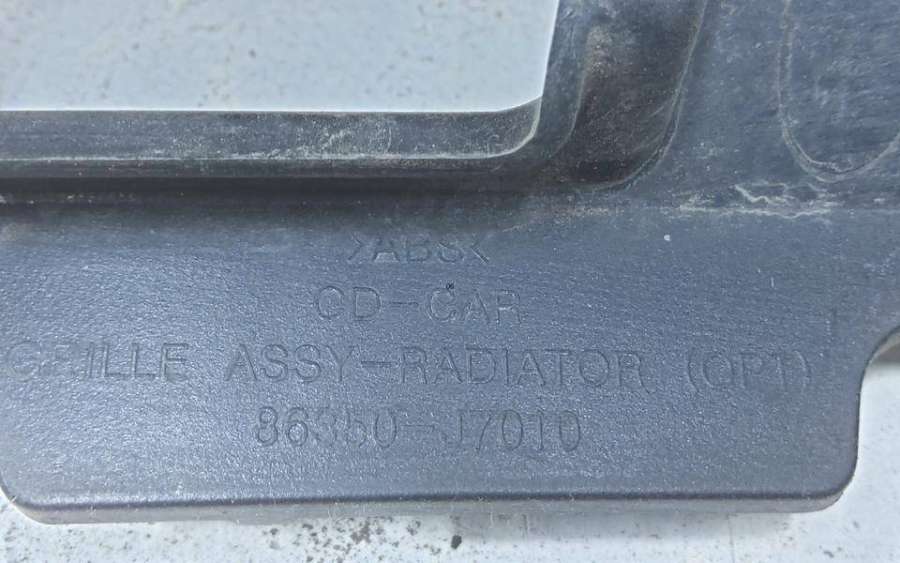 >ABS<
CD-CAR
GRILLE ASSY-RADIATOR (OPT)
86350-J7010